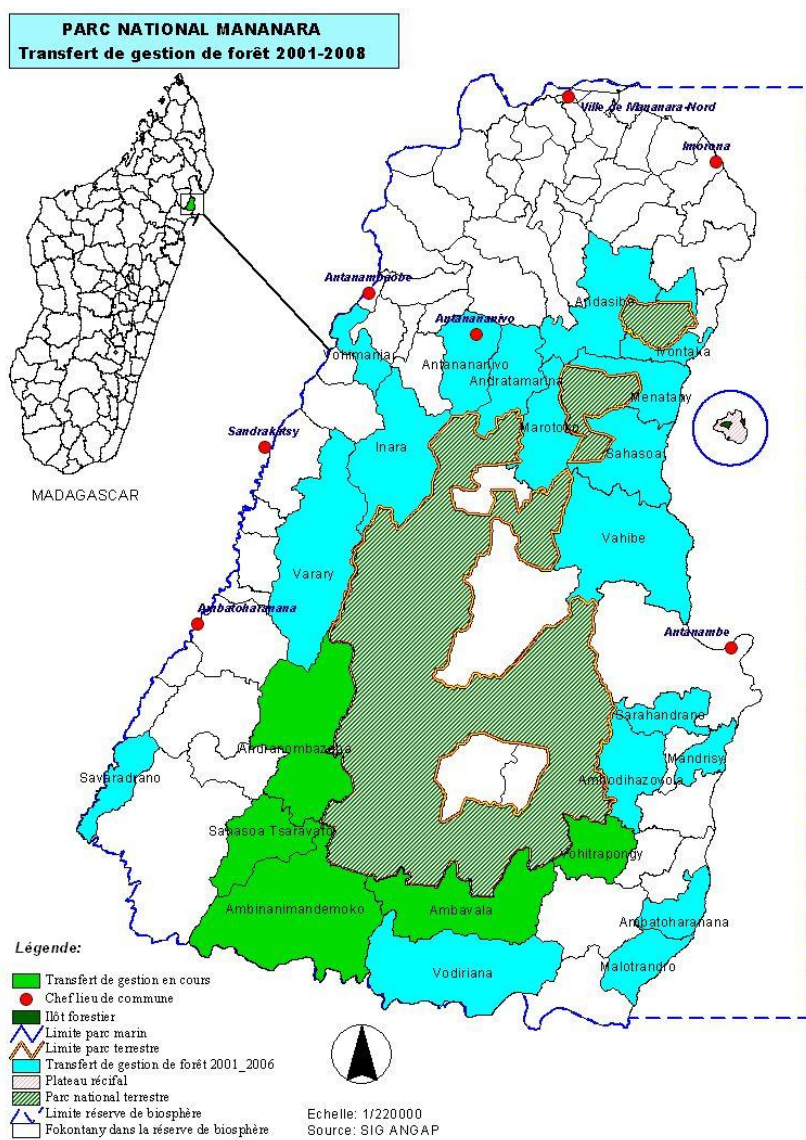 PARC NATIONAL MANANARA
Transfert de gestion de forêt 2001-2008
Ville de Mananara-Nord
Imorona
Antanambaobe
Andasibe
Antanananivo
Ivontaka
Vohimania
Antanananivo
Andratamarina
Menatany
Marotoko
Sandrakatsy
Inara
Sahasoa
MADAGASCAR
Vahibe
Varary
Ambatoharanana
Antanambe
Sarahandrano
Andranombazaha
Mandrisy
Savaradrano
Ambodihazovola
Sahasoa Tsaravato
Vohitrapongy
Ambinanimandemoko
Ambavala
Ambatoharanana
Vodiriana
Malotrandro
Légende:
Transfert de gestion en cours
Chef lieu de commune
Ilôt forestier
Limite parc marin
Limite parc terrestre
Transfert de gestion de forêt 2001_2006
Plateau récifal
Parc national terrestre
Limite réserve de biosphère
Fokontany dans la réserve de biosphère
Echelle: 1/220000
Source: SIG ANGAP